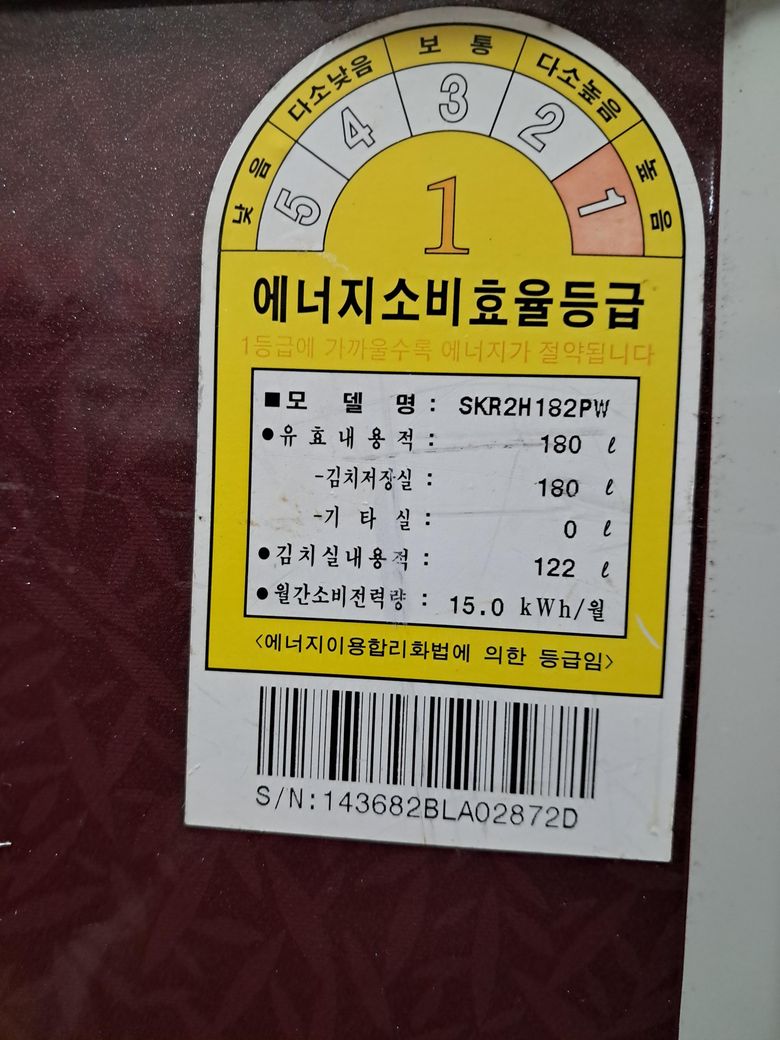 낮음 다소낮음 보통 다소높음 높음
5 4 3 2 1
1
에너지소비효율등급
1등급에 가까울수록 에너지가 절약됩니다
■모 델 명 : SKR2H182PW
●유효내용적 : 180 ℓ
-김치저장실 : 180 ℓ
-기 타 실 : 0 ℓ
●김치실내용적 : 122 ℓ
●월간소비전력량 : 15.0 kWh/월
<에너지이용합리화법에 의한 등급임>
S/N:143682BLA02872D